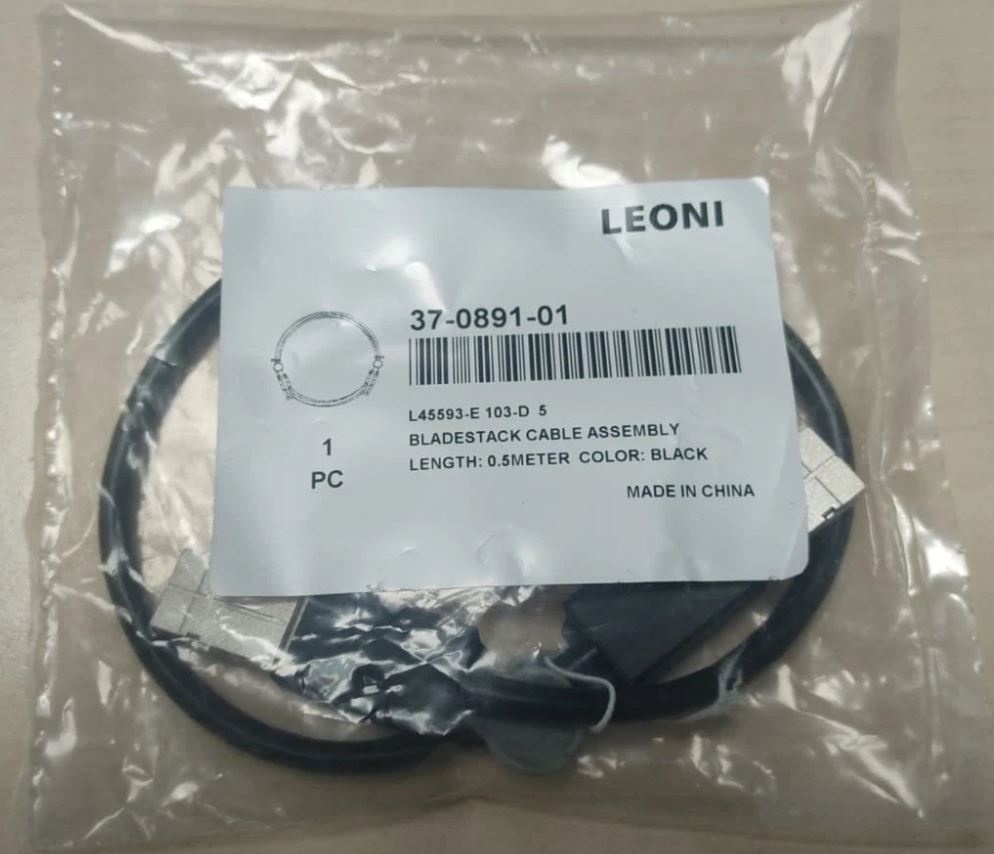 LEONI
37-0891-01
L45593-E 103-D 5
BLADESTACK CABLE ASSEMBLY
LENGTH: 0.5METER COLOR: BLACK
1
PC
MADE IN CHINA